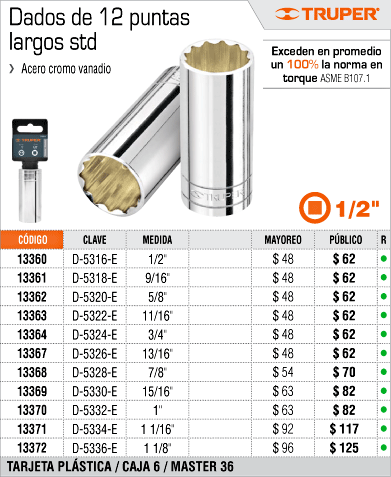 Dados de 12 puntas
largos std
› Acero cromo vanadio
TRUPER®
Exceden en promedio
un 100% la norma en
torque ASME B107.1
TRUPER
TRUPER
1/2"
CÓDIGO CLAVE MEDIDA MAYOREO PÚBLICO R
13360 D-5316-E 1/2" $ 48 $ 62
13361 D-5318-E 9/16" $ 48 $ 62
13362 D-5320-E 5/8" $ 48 $ 62
13363 D-5322-E 11/16" $ 48 $ 62
13364 D-5324-E 3/4" $ 48 $ 62
13367 D-5326-E 13/16" $ 48 $ 62
13368 D-5328-E 7/8" $ 54 $ 70
13369 D-5330-E 15/16" $ 63 $ 82
13370 D-5332-E 1" $ 63 $ 82
13371 D-5334-E 1 1/16" $ 92 $ 117
13372 D-5336-E 1 1/8" $ 96 $ 125
TARJETA PLÁSTICA / CAJA 6 / MASTER 36